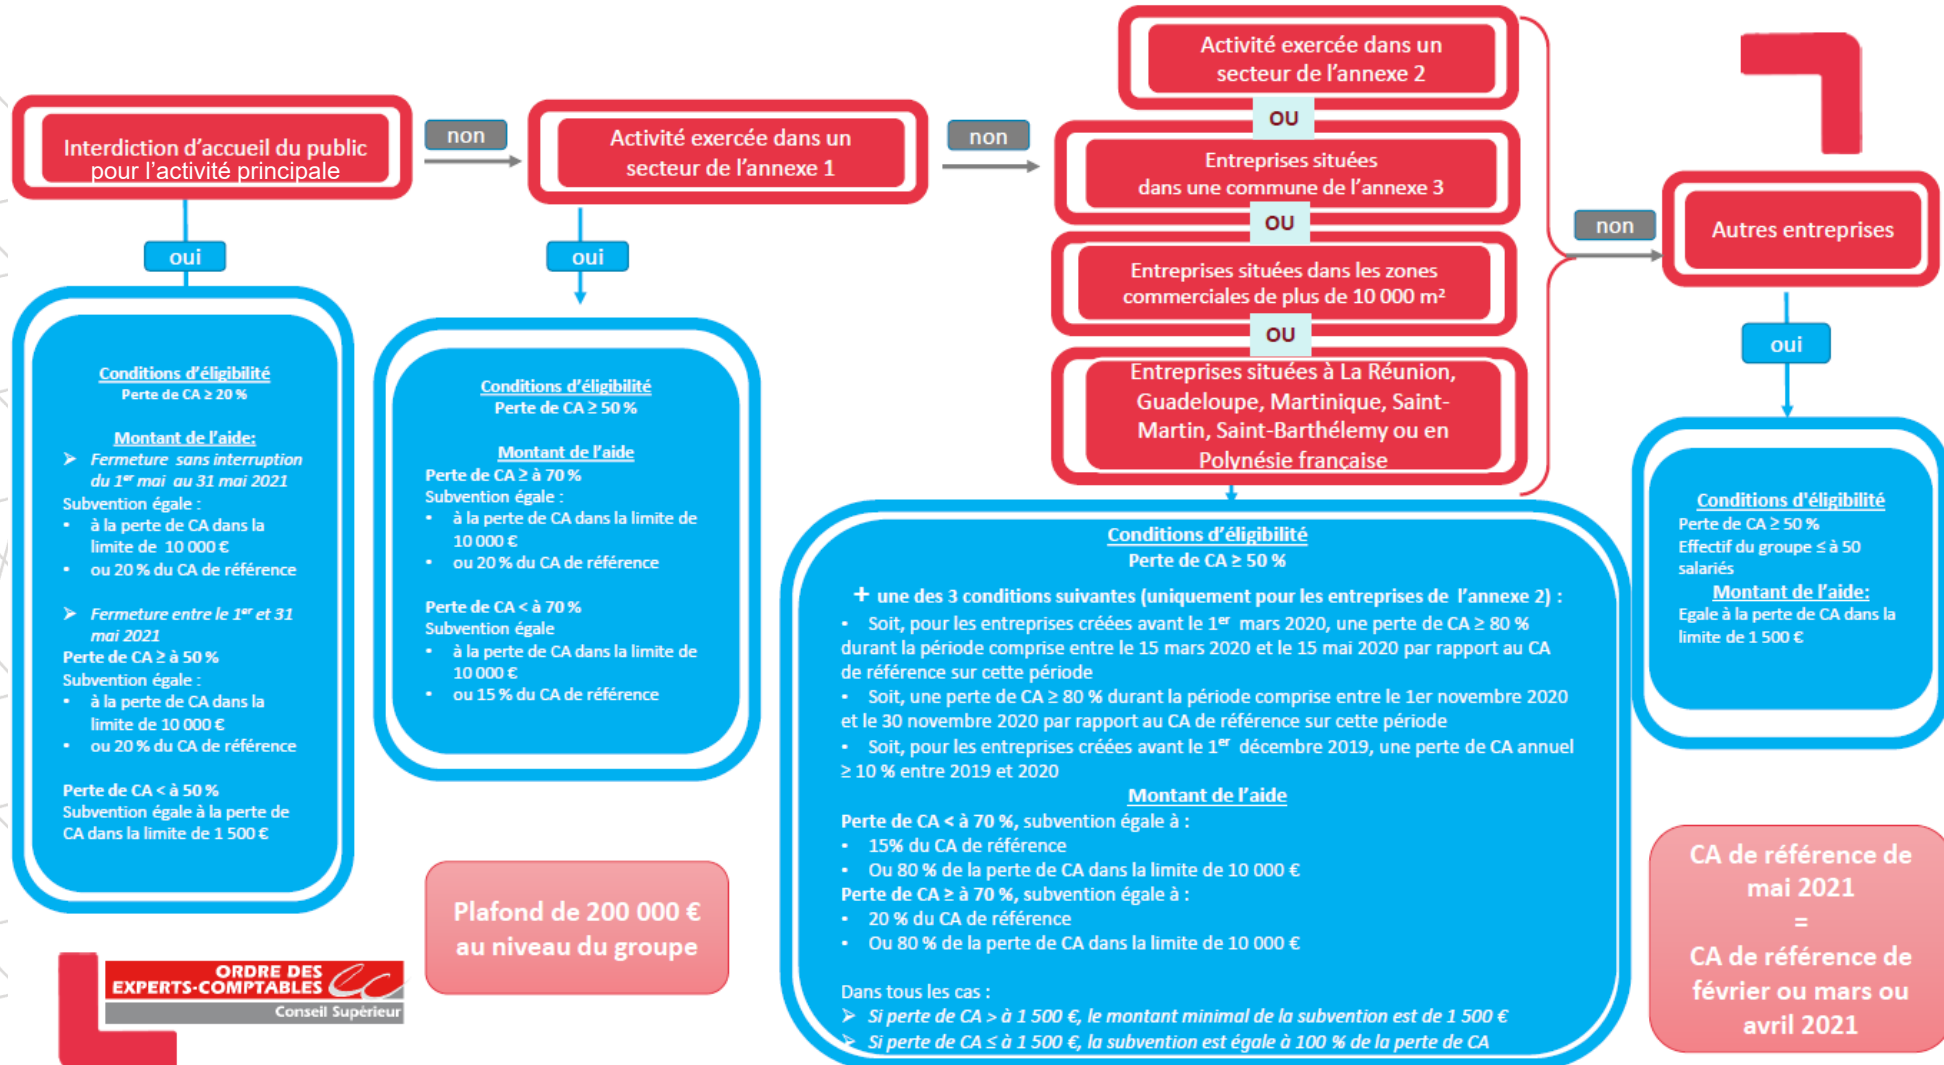 Interdiction d'accueil du public
pour l'activité principale
non
Activité exercée dans un
secteur de l'annexe 1
non
Activité exercée dans un
secteur de l'annexe 2
OU
Entreprises situées
dans une commune de l'annexe 3
OU
Entreprises situées dans les zones
commerciales de plus de 10 000 m²
OU
Entreprises situées à La Réunion,
Guadeloupe, Martinique, Saint-
Martin, Saint-Barthélemy ou en
Polynésie française
non
Autres entreprises
oui
Conditions d'éligibilité
Perte de CA ≥ 20 %
Montant de l'aide:
➢ Fermeture sans interruption
du 1er mai au 31 mai 2021
Subvention égale :
• à la perte de CA dans la
limite de 10 000 €
• ou 20 % du CA de référence
➢ Fermeture entre le 1er et 31
mai 2021
Perte de CA ≥ à 50 %
Subvention égale :
• à la perte de CA dans la
limite de 10 000 €
• ou 20 % du CA de référence
Perte de CA < à 50 %
Subvention égale à la perte de
CA dans la limite de 1 500 €
oui
Conditions d'éligibilité
Perte de CA ≥ 50 %
Montant de l'aide
Perte de CA ≥ à 70 %
Subvention égale :
• à la perte de CA dans la limite de
10 000 €
• ou 20 % du CA de référence
Perte de CA < à 70 %
Subvention égale
• à la perte de CA dans la limite de
10 000 €
• ou 15 % du CA de référence
Conditions d'éligibilité
Perte de CA ≥ 50 %
+ une des 3 conditions suivantes (uniquement pour les entreprises de l'annexe 2) :
• Soit, pour les entreprises créées avant le 1er mars 2020, une perte de CA ≥ 80 %
durant la période comprise entre le 15 mars 2020 et le 15 mai 2020 par rapport au CA
de référence sur cette période
• Soit, une perte de CA ≥ 80 % durant la période comprise entre le 1er novembre 2020
et le 30 novembre 2020 par rapport au CA de référence sur cette période
• Soit, pour les entreprises créées avant le 1er décembre 2019, une perte de CA annuel
≥ 10 % entre 2019 et 2020
Montant de l'aide
Perte de CA < à 70 %, subvention égale à :
• 15% du CA de référence
• Ou 80 % de la perte de CA dans la limite de 10 000 €
Perte de CA ≥ à 70 %, subvention égale à :
• 20 % du CA de référence
• Ou 80 % de la perte de CA dans la limite de 10 000 €
Dans tous les cas :
➢ Si perte de CA > à 1 500 €, le montant minimal de la subvention est de 1 500 €
➢ Si perte de CA ≤ à 1 500 €, la subvention est égale à 100 % de la perte de CA
oui
Conditions d'éligibilité
Perte de CA ≥ 50 %
Effectif du groupe ≤ à 50
salariés
Montant de l'aide:
Egale à la perte de CA dans la
limite de 1 500 €
Plafond de 200 000 €
au niveau du groupe
CA de référence de
mai 2021
=
CA de référence de
février ou mars ou
avril 2021
ORDRE DES
EXPERTS-COMPTABLES
Conseil Supérieur